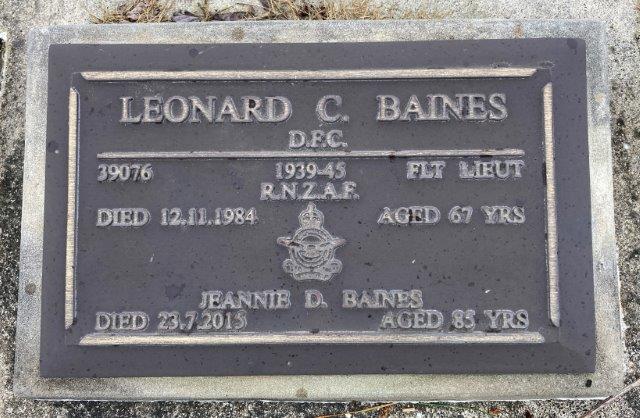 LEONARD C. BAINES
D.F.C.
39076 1939-45 FLT LIEUT
R.N.Z.A.F.
DIED 12.11.1984 AGED 67 YRS
JEANNIE D. BAINES
DIED 23.7.2015 AGED 85 YRS